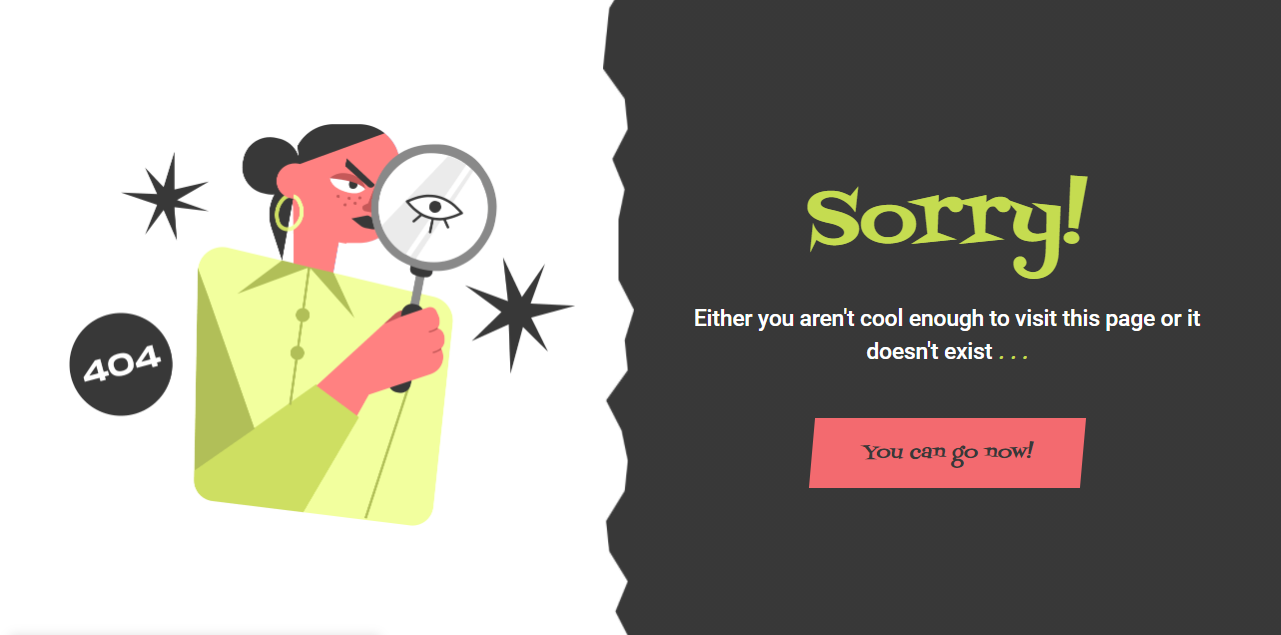 404
Sorry!
Either you aren't cool enough to visit this page or it
doesn't exist . . .
You can go now!